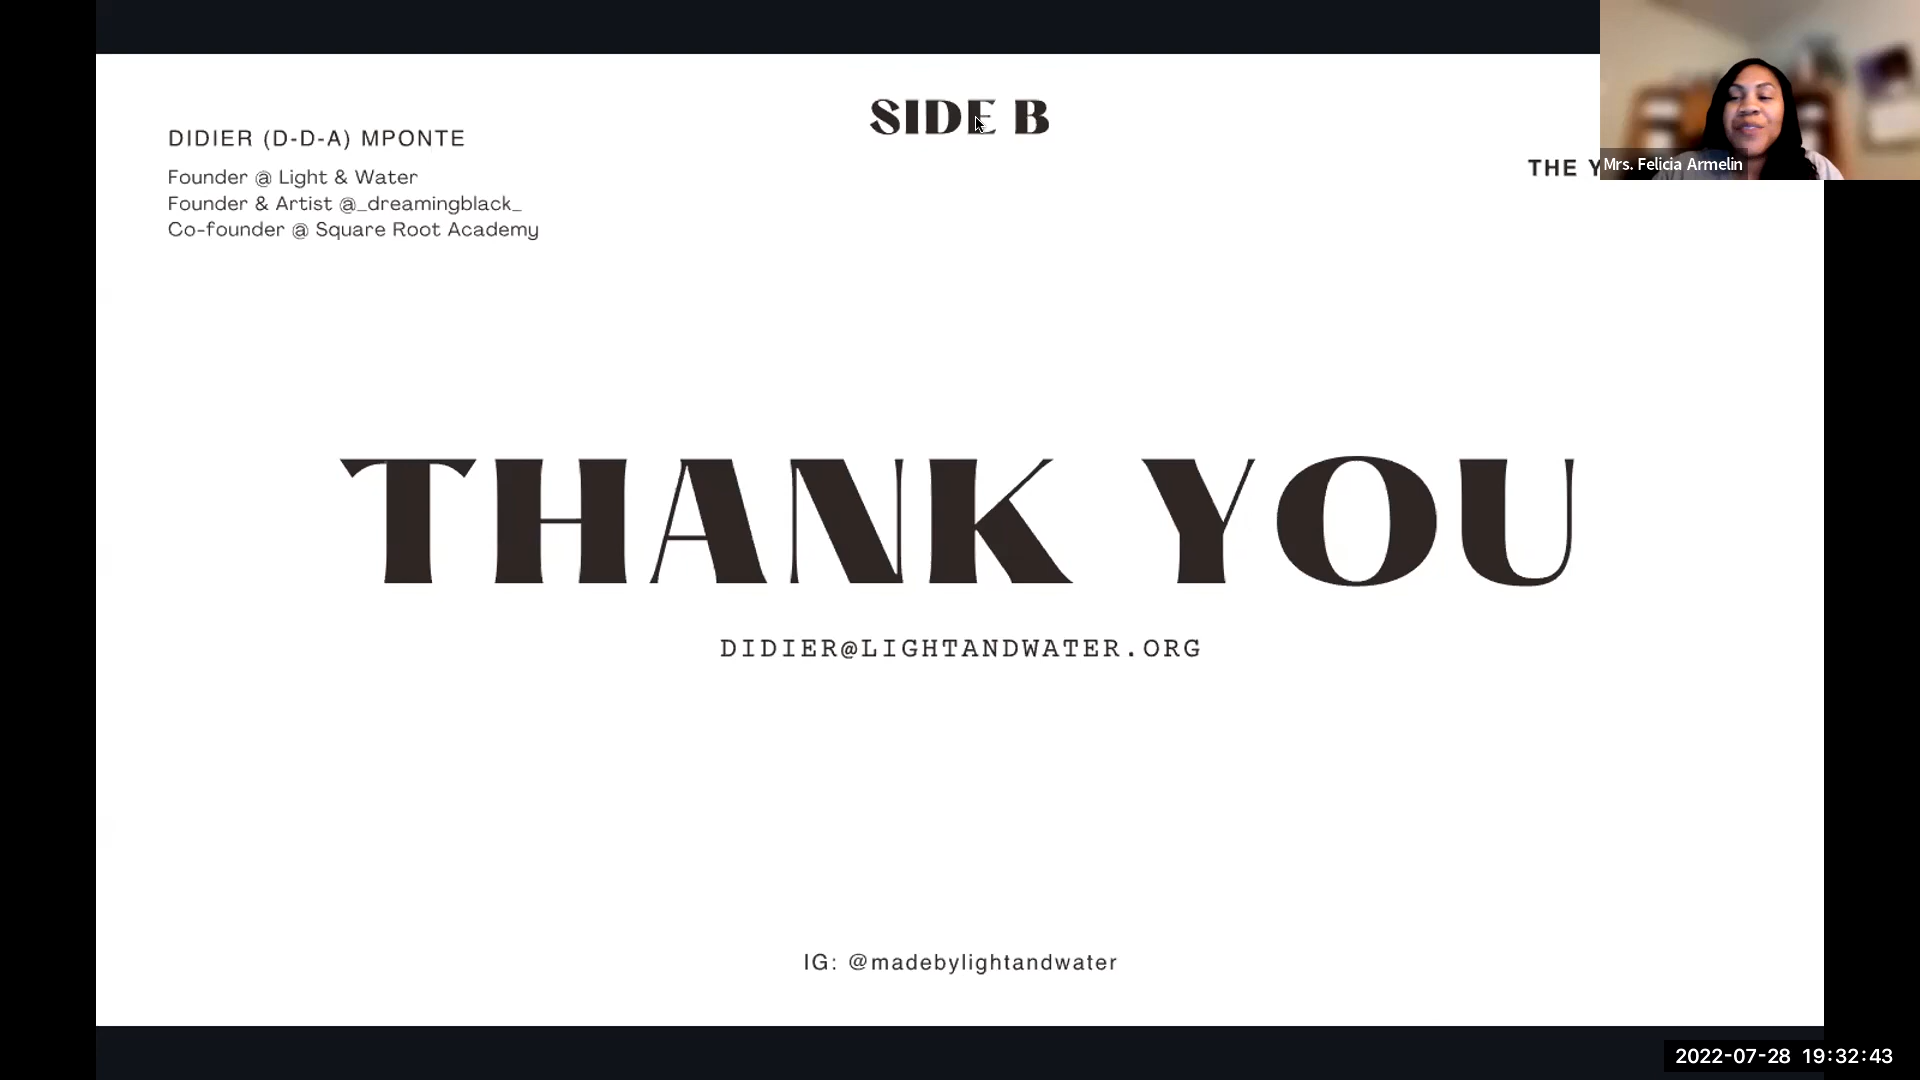 SIDE B
DIDIER (D-D-A) MPONTE
Founder @ Light & Water
Founder & Artist @_dreamingblack_
Co-founder @ Square Root Academy
THE Y
Mrs. Felicia Armelin
THANK YOU
DIDIER@LIGHTANDWATER.ORG
IG: @madebylightandwater
2022-07-28 19:32:43